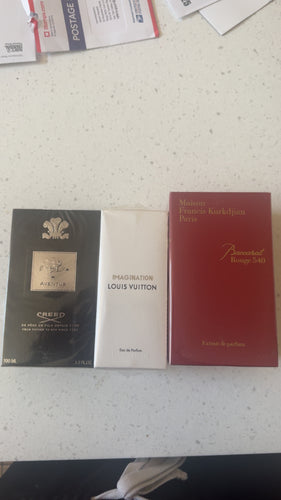 POSTAGE
AVENTUS
CREED
100 ML
IMAGINATION
LOUIS VUITTON
Eau de Parfum
Maison
Francis Kurkdjian
Paris
Baccarat
Rouge 540
Extrait de parfum